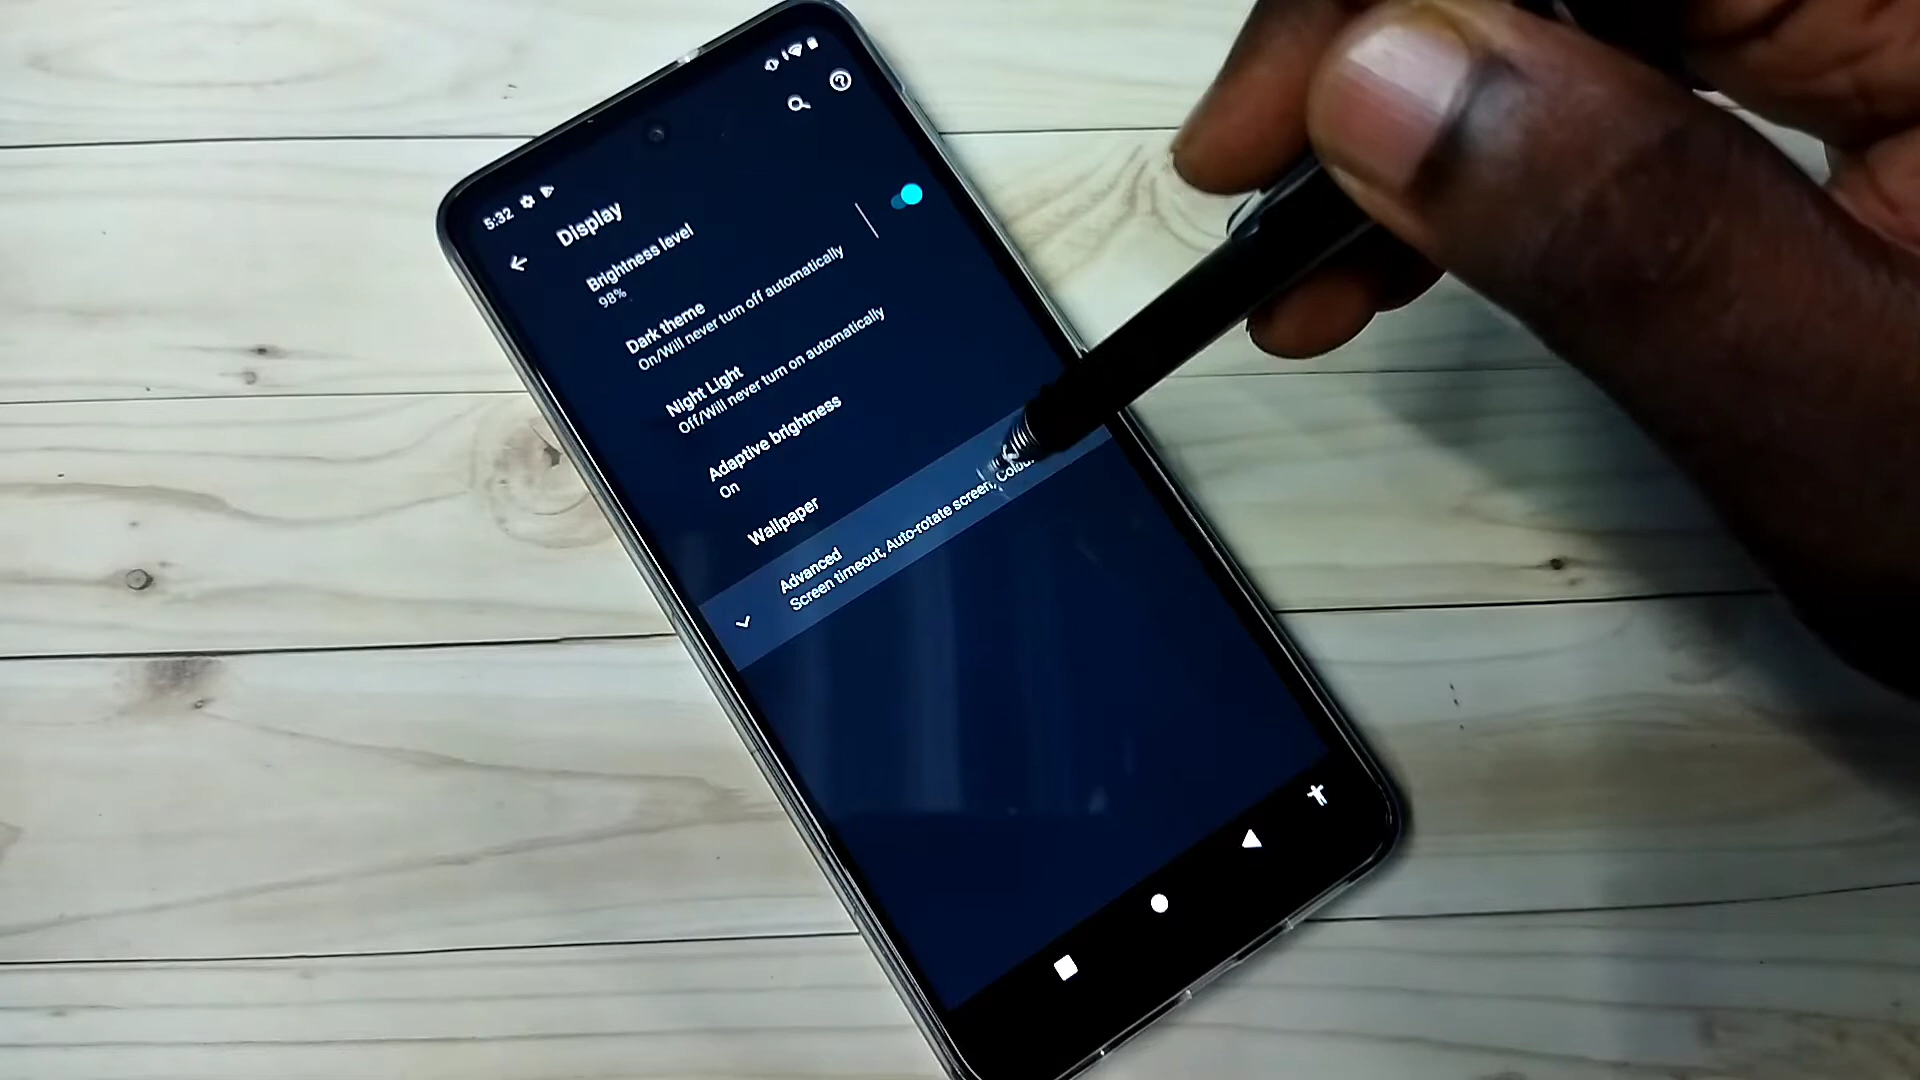 5:32
Display
Brightness level
98%
Dark theme
On/Will never turn off automatically
Night Light
Off/Will never turn on automatically
Adaptive brightness
On
Wallpaper
Advanced
Screen timeout, Auto-rotate screen,